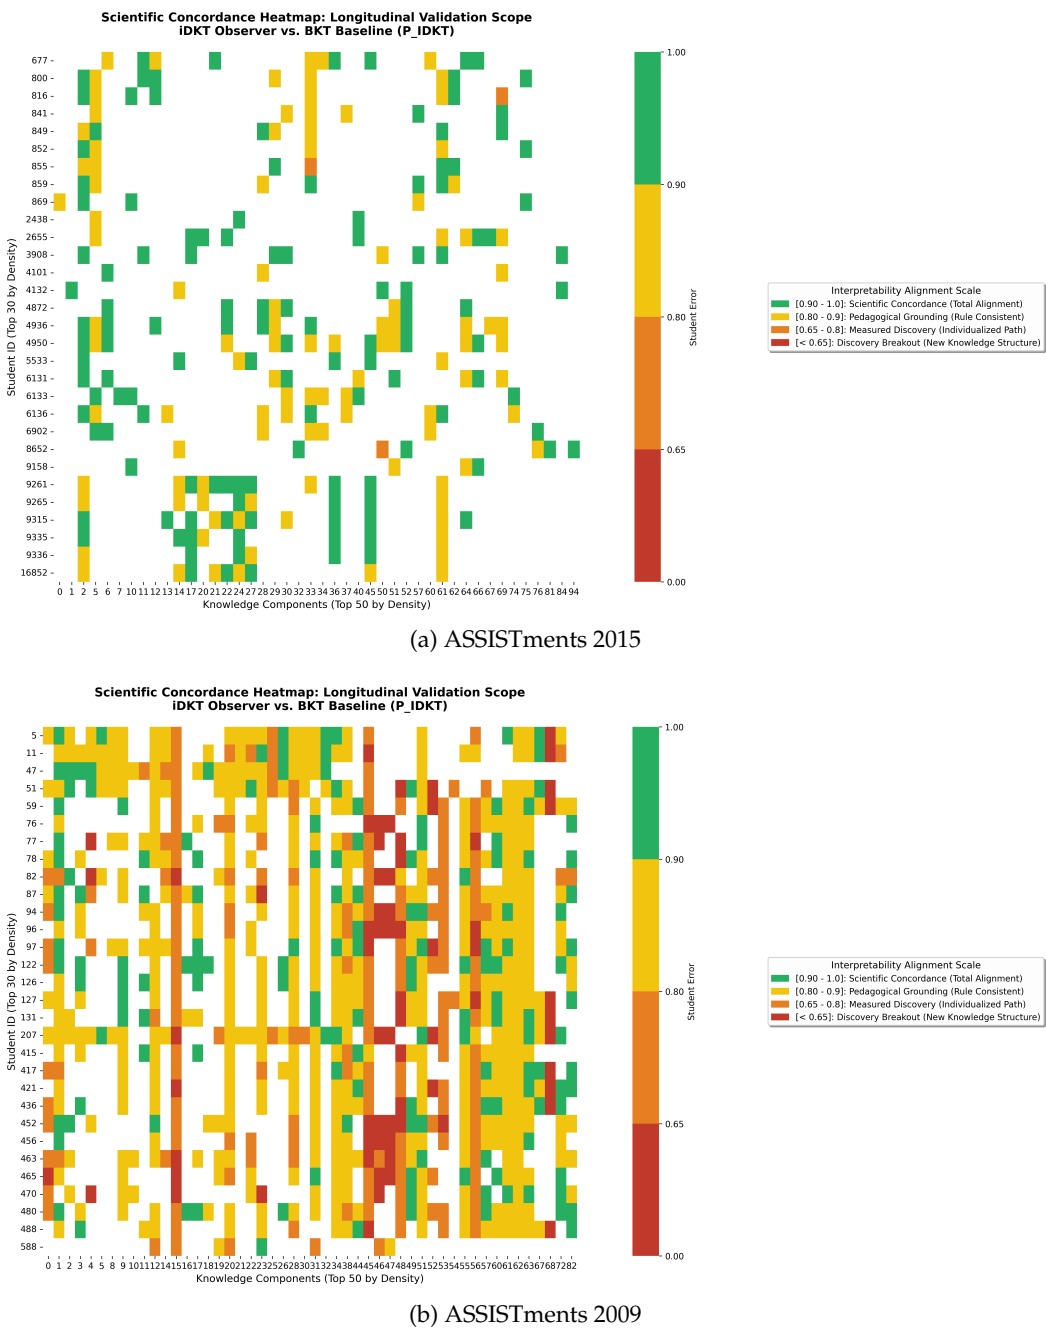 Scientific Concordance Heatmap: Longitudinal Validation Scope
iDKT Observer vs. BKT Baseline (P_IDKT)
Student ID (Top 30 by Density)
677
800
816
841
849
852
855
859
869
2438
2655
3908
4101
4132
4872
4936
4950
5533
6131
6133
6136
6902
8652
9158
9261
9265
9315
9335
9336
16852
0 1 2 5 6 7 10 11 12 13 14 17 20 21 22 24 26 28 29 30 32 33 34 36 37 40 50 51 52 57 60 61 62 64 66 67 69 74 75 76 81 84 94
Knowledge Components (Top 50 by Density)
1.00
0.90
0.80
0.65
0.00
Student Error
Interpretability Alignment Scale
[0.90 - 1.0]: Scientific Concordance (Total Alignment)
[0.80 - 0.9]: Pedagogical Grounding (Rule Consistent)
[0.65 - 0.8]: Measured Discovery (Individualized Path)
[< 0.65]: Discovery Breakout (New Knowledge Structure)
(a) ASSISTments 2015
Scientific Concordance Heatmap: Longitudinal Validation Scope
iDKT Observer vs. BKT Baseline (P_IDKT)
Student ID (Top 30 by Density)
5
11
47
51
59
76
77
78
82
87
94
96
97
122
126
127
131
207
415
417
421
436
452
456
463
465
470
480
488
588
0 1 2 3 4 5 8 9
Knowledge Components (Top 50 by Density)
1.00
0.90
0.80
0.65
0.00
Student Error
Interpretability Alignment Scale
[0.90 - 1.0]: Scientific Concordance (Total Alignment)
[0.80 - 0.9]: Pedagogical Grounding (Rule Consistent)
[0.65 - 0.8]: Measured Discovery (Individualized Path)
[< 0.65]: Discovery Breakout (New Knowledge Structure)
(b) ASSISTments 2009